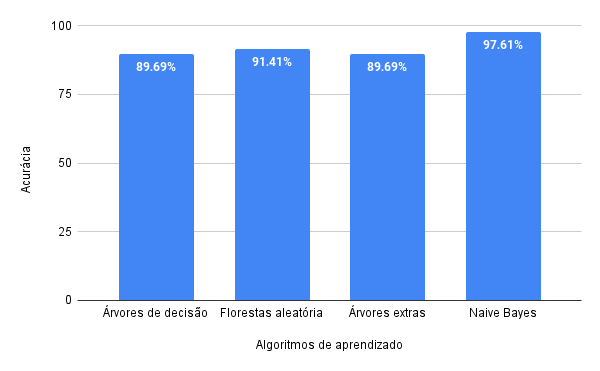 100
75
50
25
0
Acurácia
89.69%
91.41%
89.69%
97.61%
Árvores de decisão
Florestas aleatória
Árvores extras
Naive Bayes
Algoritmos de aprendizado